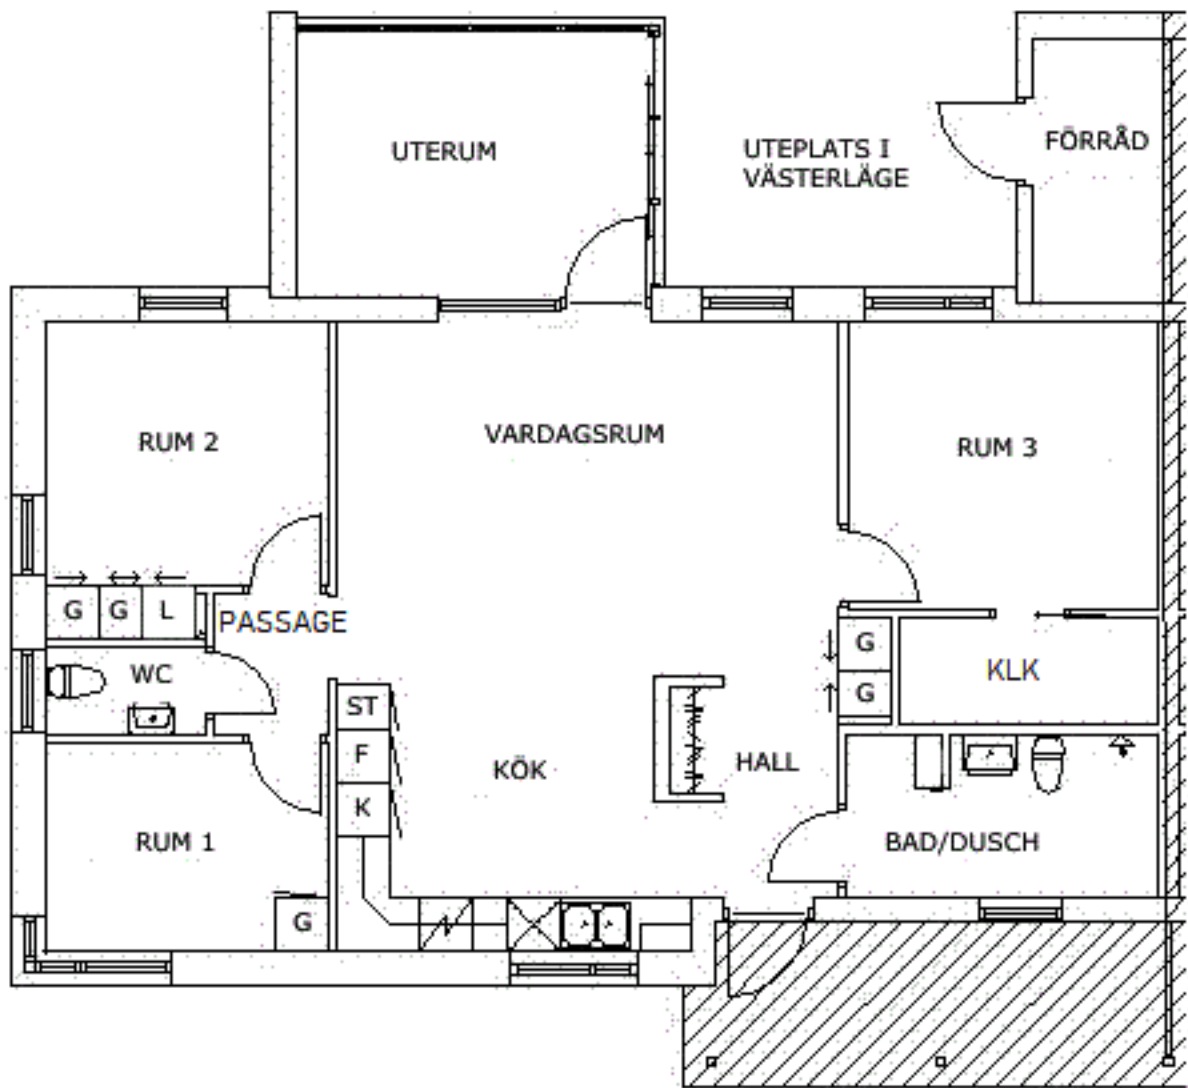 UTERUM
UTEPLATS I
VÄSTERLÄGE
FÖRRÅD
RUM 2
VARDAGSRUM
RUM 3
G G L
PASSAGE
WC
G
G
KLK
ST
F
K
KÖK
HALL
RUM 1
BAD/DUSCH
G